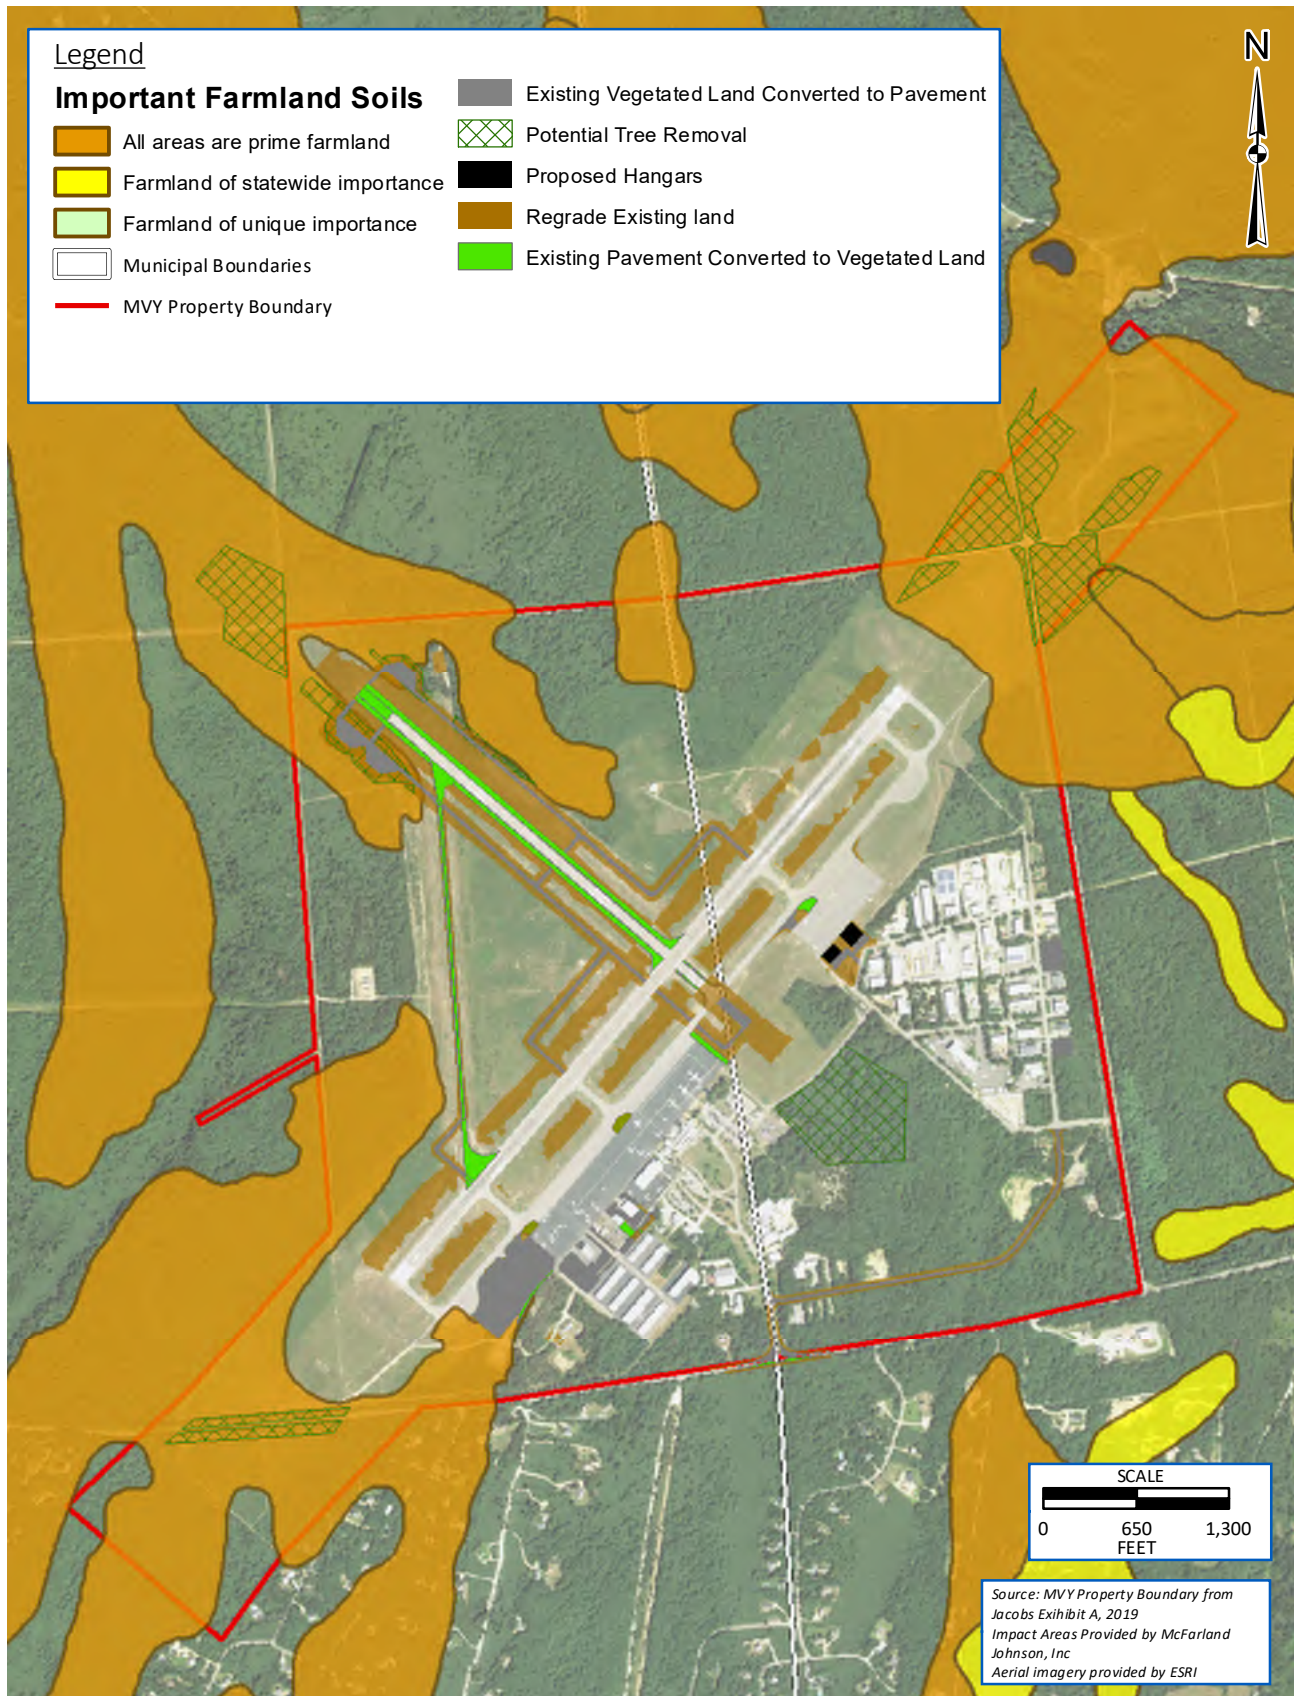 Legend
Important Farmland Soils
All areas are prime farmland
Farmland of statewide importance
Farmland of unique importance
Municipal Boundaries
MVY Property Boundary
Existing Vegetated Land Converted to Pavement
Potential Tree Removal
Proposed Hangars
Regrade Existing land
Existing Pavement Converted to Vegetated Land
N
SCALE
0 650 1,300
FEET
Source: MVY Property Boundary from
Jacobs Exihibit A, 2019
Impact Areas Provided by McFarland
Johnson, Inc
Aerial imagery provided by ESRI